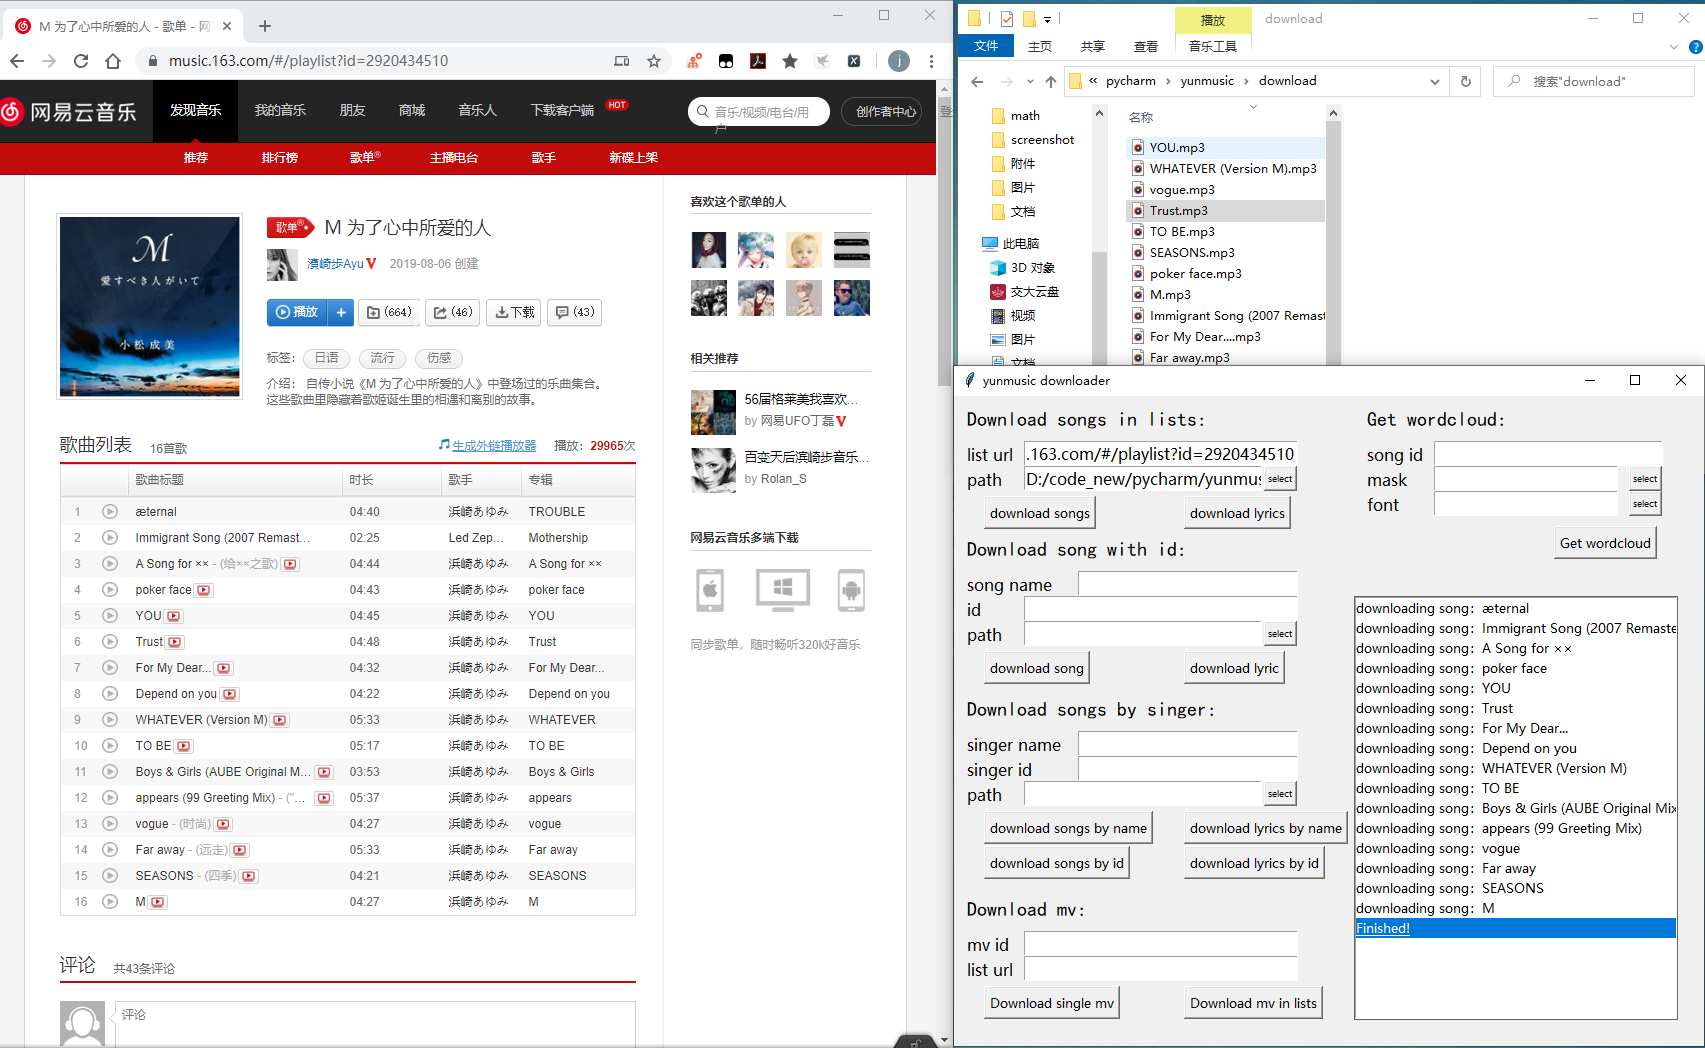 M 为了心中所爱的人 - 歌单 - 网
music.163.com/#/playlist?id=2920434510
j
网易云音乐
发现音乐
我的音乐
朋友
商城
音乐人
下载客户端
HOT
音乐/视频/电台/用户
创作者中心
登
推荐
排行榜
歌单®
主播电台
歌手
新碟上架
M
愛すべき人がいて
小松成美
歌单®
M 为了心中所爱的人
濱崎步Ayu V 2019-08-06 创建
播放
+
(664)
(46)
下载
(43)
标签： 日语 流行 伤感
介绍： 自传小说《M 为了心中所爱的人》中登场过的乐曲集合。
这些歌曲里隐藏着歌姬诞生里的相遇和离别的故事。
歌曲列表 16首歌 生成外链播放器 播放：29965次
歌曲标题 时长 歌手 专辑
1 æternal 04:40 浜崎あゆみ TROUBLE
2 Immigrant Song (2007 Remast... 02:25 Led Zep... Mothership
3 A Song for ×× - (给××之歌) 04:44 浜崎あゆみ A Song for ××
4 poker face 04:43 浜崎あゆみ poker face
5 YOU 04:45 浜崎あゆみ YOU
6 Trust 04:48 浜崎あゆみ Trust
7 For My Dear... 04:32 浜崎あゆみ For My Dear...
8 Depend on you 04:22 浜崎あゆみ Depend on you
9 WHATEVER (Version M) 05:33 浜崎あゆみ WHATEVER
10 TO BE 05:17 浜崎あゆみ TO BE
11 Boys & Girls (AUBE Original M... 03:53 浜崎あゆみ Boys & Girls
12 appears (99 Greeting Mix) - ("... 05:37 浜崎あゆみ appears
13 vogue - (时尚) 04:27 浜崎あゆみ vogue
14 Far away - (远走) 05:33 浜崎あゆみ Far away
15 SEASONS - (四季) 04:21 浜崎あゆみ SEASONS
16 M 04:27 浜崎あゆみ M
评论 共43条评论
评论
喜欢这个歌单的人
相关推荐
56届格莱美我喜欢...
by 网易UFO丁磊 V
百变天后滨崎步音乐...
by Rolan_S
网易云音乐多端下载
同步歌单，随时畅听320k好音乐
播放
download
文件
主页
共享
查看
音乐工具
« pycharm › yunmusic › download
搜索"download"
math
screenshot
附件
图片
文档
此电脑
3D 对象
交大云盘
视频
图片
文档
名称
YOU.mp3
WHATEVER (Version M).mp3
vogue.mp3
Trust.mp3
TO BE.mp3
SEASONS.mp3
poker face.mp3
M.mp3
Immigrant Song (2007 Remast
For My Dear....mp3
Far away.mp3
yunmusic downloader
Download songs in lists:
list url .163.com/#/playlist?id=2920434510
path D:/code_new/pycharm/yunmus select
download songs download lyrics
Download song with id:
song name
id
path select
download song download lyric
Download songs by singer:
singer name
singer id
path select
download songs by name download lyrics by name
download songs by id download lyrics by id
Download mv:
mv id
list url
Download single mv Download mv in lists
Get wordcloud:
song id
mask select
font select
Get wordcloud
downloading song: æternal
downloading song: Immigrant Song (2007 Remaste
downloading song: A Song for ××
downloading song: poker face
downloading song: YOU
downloading song: Trust
downloading song: For My Dear...
downloading song: Depend on you
downloading song: WHATEVER (Version M)
downloading song: TO BE
downloading song: Boys & Girls (AUBE Original Mix
downloading song: appears (99 Greeting Mix)
downloading song: vogue
downloading song: Far away
downloading song: SEASONS
downloading song: M
Finished!